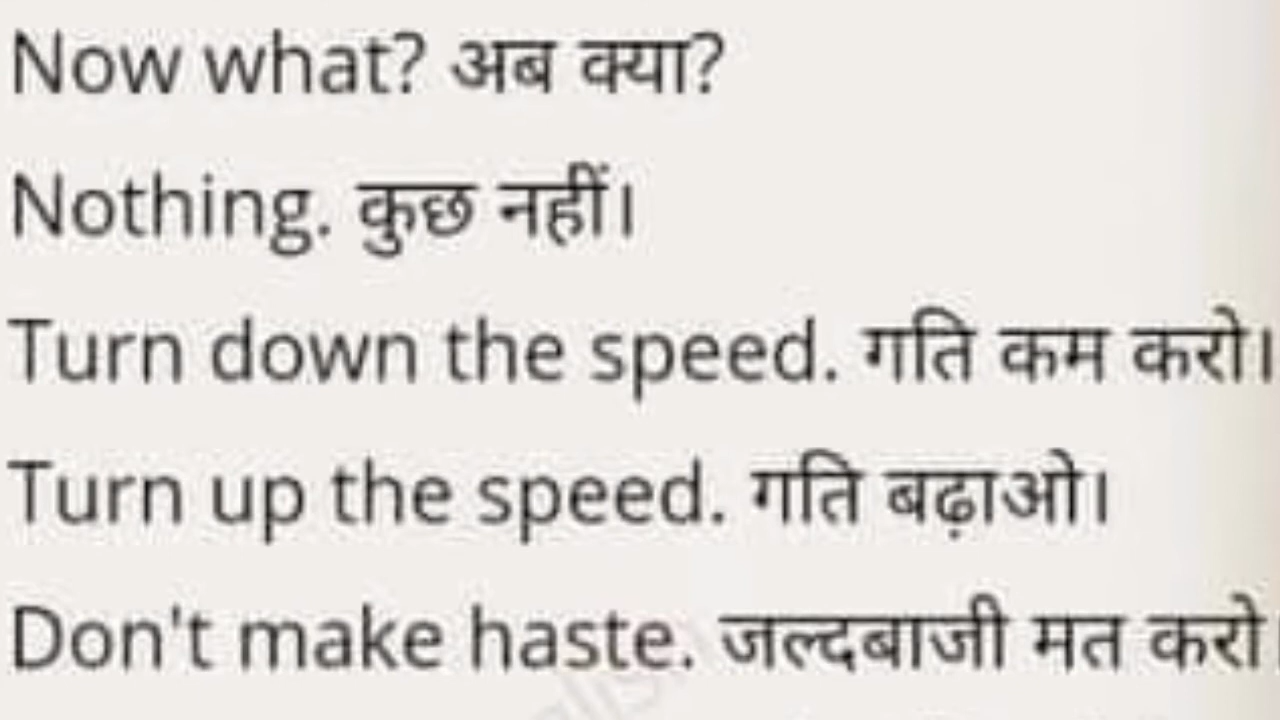 Now what? अब क्या?
Nothing. कुछ नहीं।
Turn down the speed. गति कम करो।
Turn up the speed. गति बढ़ाओ।
Don't make haste. जल्दबाजी मत करो।